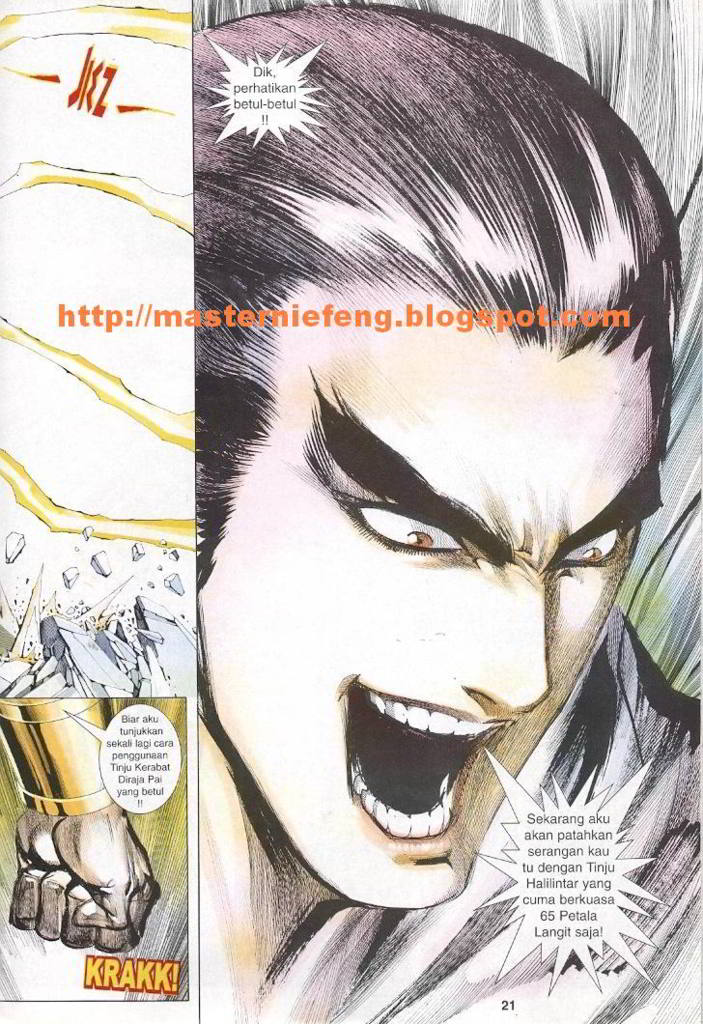 Dik,
perhatikan
betul-betul
!!
http://masterniefeng.blogspot.com
Biar aku
tunjukkan
sekali lagi cara
penggunaan
Tinju Kerabat
Diraja Pai
yang betul
!!
KRAKK!
Sekarang aku
akan patahkan
serangan kau
tu dengan Tinju
Halilintar yang
cuma berkuasa
65 Petala
Langit saja!
21